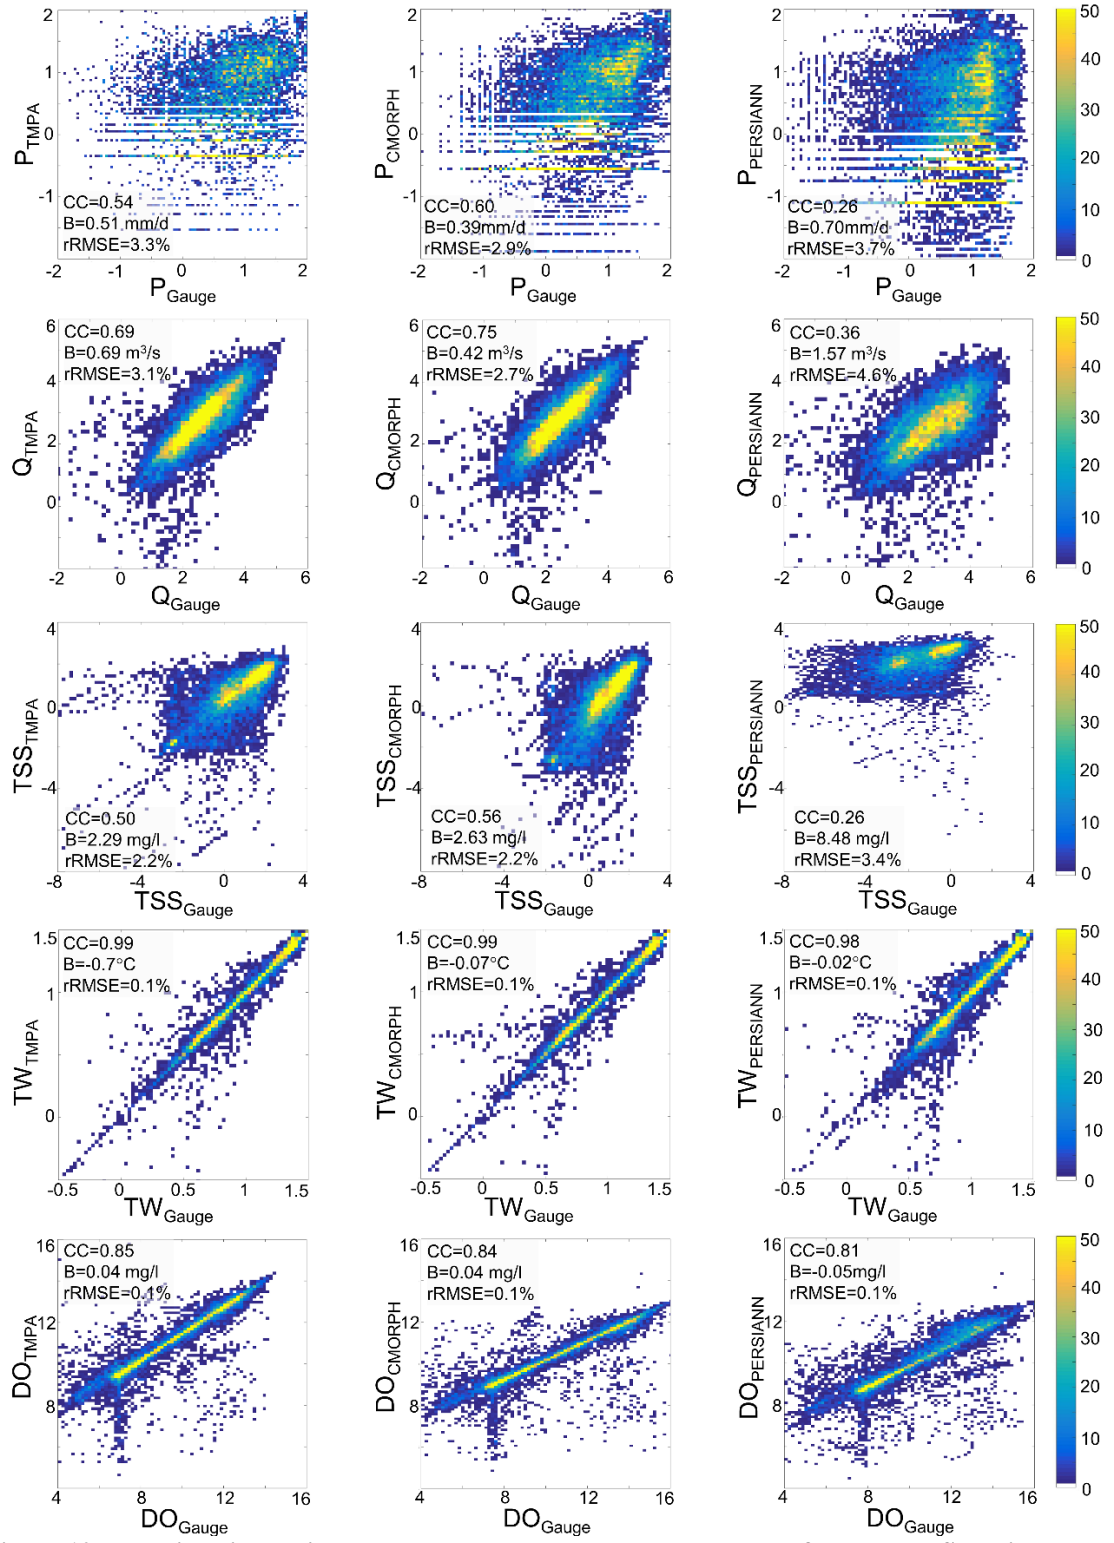 2
1
0
-1
-2
-1
0
1
2
P_TMPA
P_Gauge
CC=0.54
B=0.51 mm/d
rRMSE=3.3%
2
1
0
-1
-2
-1
0
1
2
P_CMORPH
P_Gauge
CC=0.60
B=0.39mm/d
rRMSE=2.9%
2
1
0
-1
-2
-1
0
1
2
P_PERSIANN
P_Gauge
CC=0.26
B=0.70mm/d
rRMSE=3.7%
50
40
30
20
10
0
6
4
2
0
-2
0
2
4
6
Q_TMPA
Q_Gauge
CC=0.69
B=0.69 m³/s
rRMSE=3.1%
6
4
2
0
-2
0
2
4
6
Q_CMORPH
Q_Gauge
CC=0.75
B=0.42 m³/s
rRMSE=2.7%
6
4
2
0
-2
0
2
4
6
Q_PERSIANN
Q_Gauge
CC=0.36
B=1.57 m³/s
rRMSE=4.6%
50
40
30
20
10
0
4
0
-4
-8
-4
0
4
TSS_TMPA
TSS_Gauge
CC=0.50
B=2.29 mg/l
rRMSE=2.2%
4
0
-4
-8
-4
0
4
TSS_CMORPH
TSS_Gauge
CC=0.56
B=2.63 mg/l
rRMSE=2.2%
4
0
-4
-8
-4
0
4
TSS_PERSIANN
TSS_Gauge
CC=0.26
B=8.48 mg/l
rRMSE=3.4%
50
40
30
20
10
0
1.5
1
0
-0.5
0
0.5
1
1.5
TW_TMPA
TW_Gauge
CC=0.99
B=-0.7°C
rRMSE=0.1%
1.5
1
0
-0.5
0
0.5
1
1.5
TW_CMORPH
TW_Gauge
CC=0.99
B=-0.07°C
rRMSE=0.1%
1.5
1
0
-0.5
0
0.5
1
1.5
TW_PERSIANN
TW_Gauge
CC=0.98
B=-0.02°C
rRMSE=0.1%
50
40
30
20
10
0
16
12
8
4
8
12
16
DO_TMPA
DO_Gauge
CC=0.85
B=0.04 mg/l
rRMSE=0.1%
16
12
8
4
8
12
16
DO_CMORPH
DO_Gauge
CC=0.84
B=0.04 mg/l
rRMSE=0.1%
16
12
8
4
8
12
16
DO_PERSIANN
DO_Gauge
CC=0.81
B=-0.05mg/l
rRMSE=0.1%
50
40
30
20
10
0